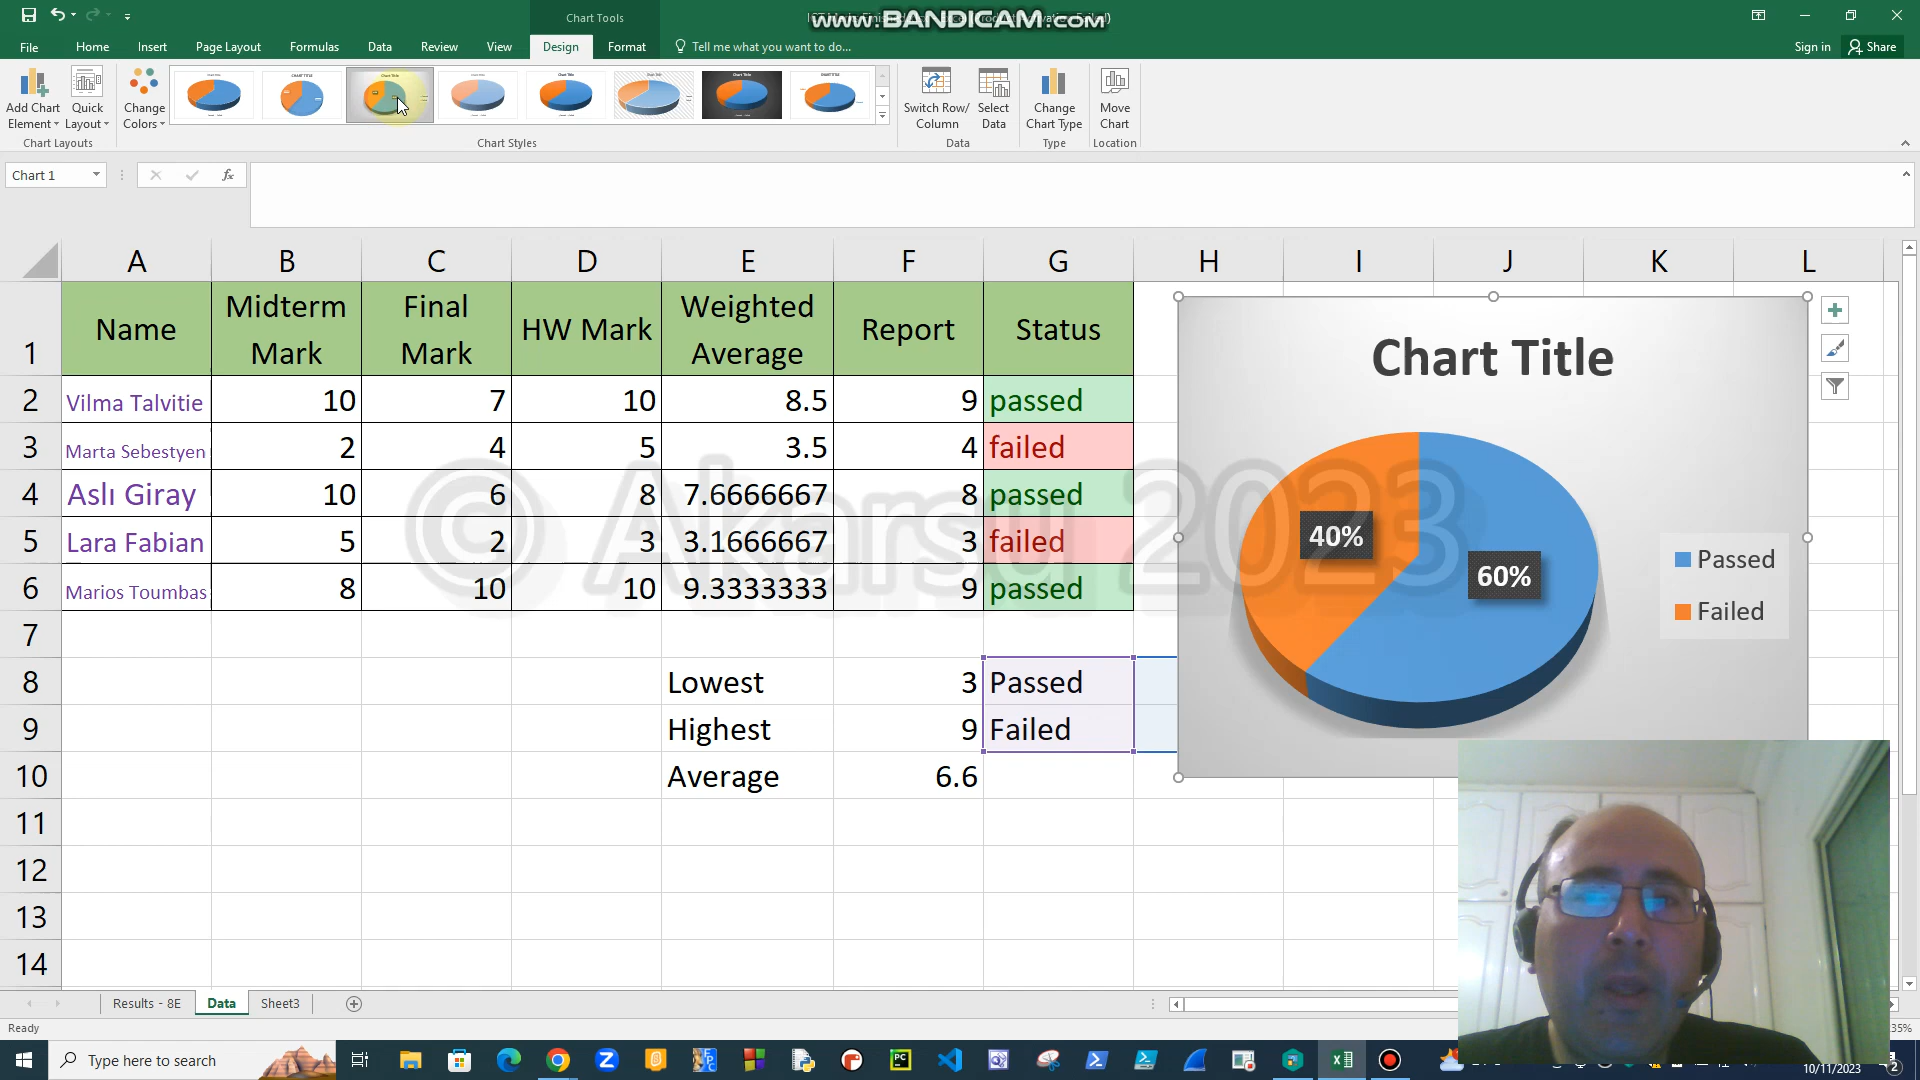 Chart Tools
www.BANDICAM.com
File Home Insert Page Layout Formulas Data Review View Design Format Tell me what you want to do...
Sign in Share
Add Chart Element
Quick Layout
Change Colors
Switch Row/ Column
Select Data
Change Chart Type
Move Chart
Chart Layouts Chart Styles Data Type Location
Chart 1
fx
A B C D E F G H I J K L
1 Name Midterm Mark Final Mark HW Mark Weighted Average Report Status
2 Vilma Talvitie 10 7 10 8.5 9 passed
3 Marta Sebestyen 2 4 5 3.5 4 failed
4 Aslı Giray 10 6 8 7.6666667 8 passed
5 Lara Fabian 5 2 3 3.1666667 3 failed
6 Marios Toumbas 8 10 10 9.3333333 9 passed
7
8 Lowest 3 Passed
9 Highest 9 Failed
10 Average 6.6
11
12
13
14
Chart Title
40%
60%
Passed
Failed
© Akarsu 2023
Results - 8E Data Sheet3
Ready
35%
Type here to search
10/11/2023
2